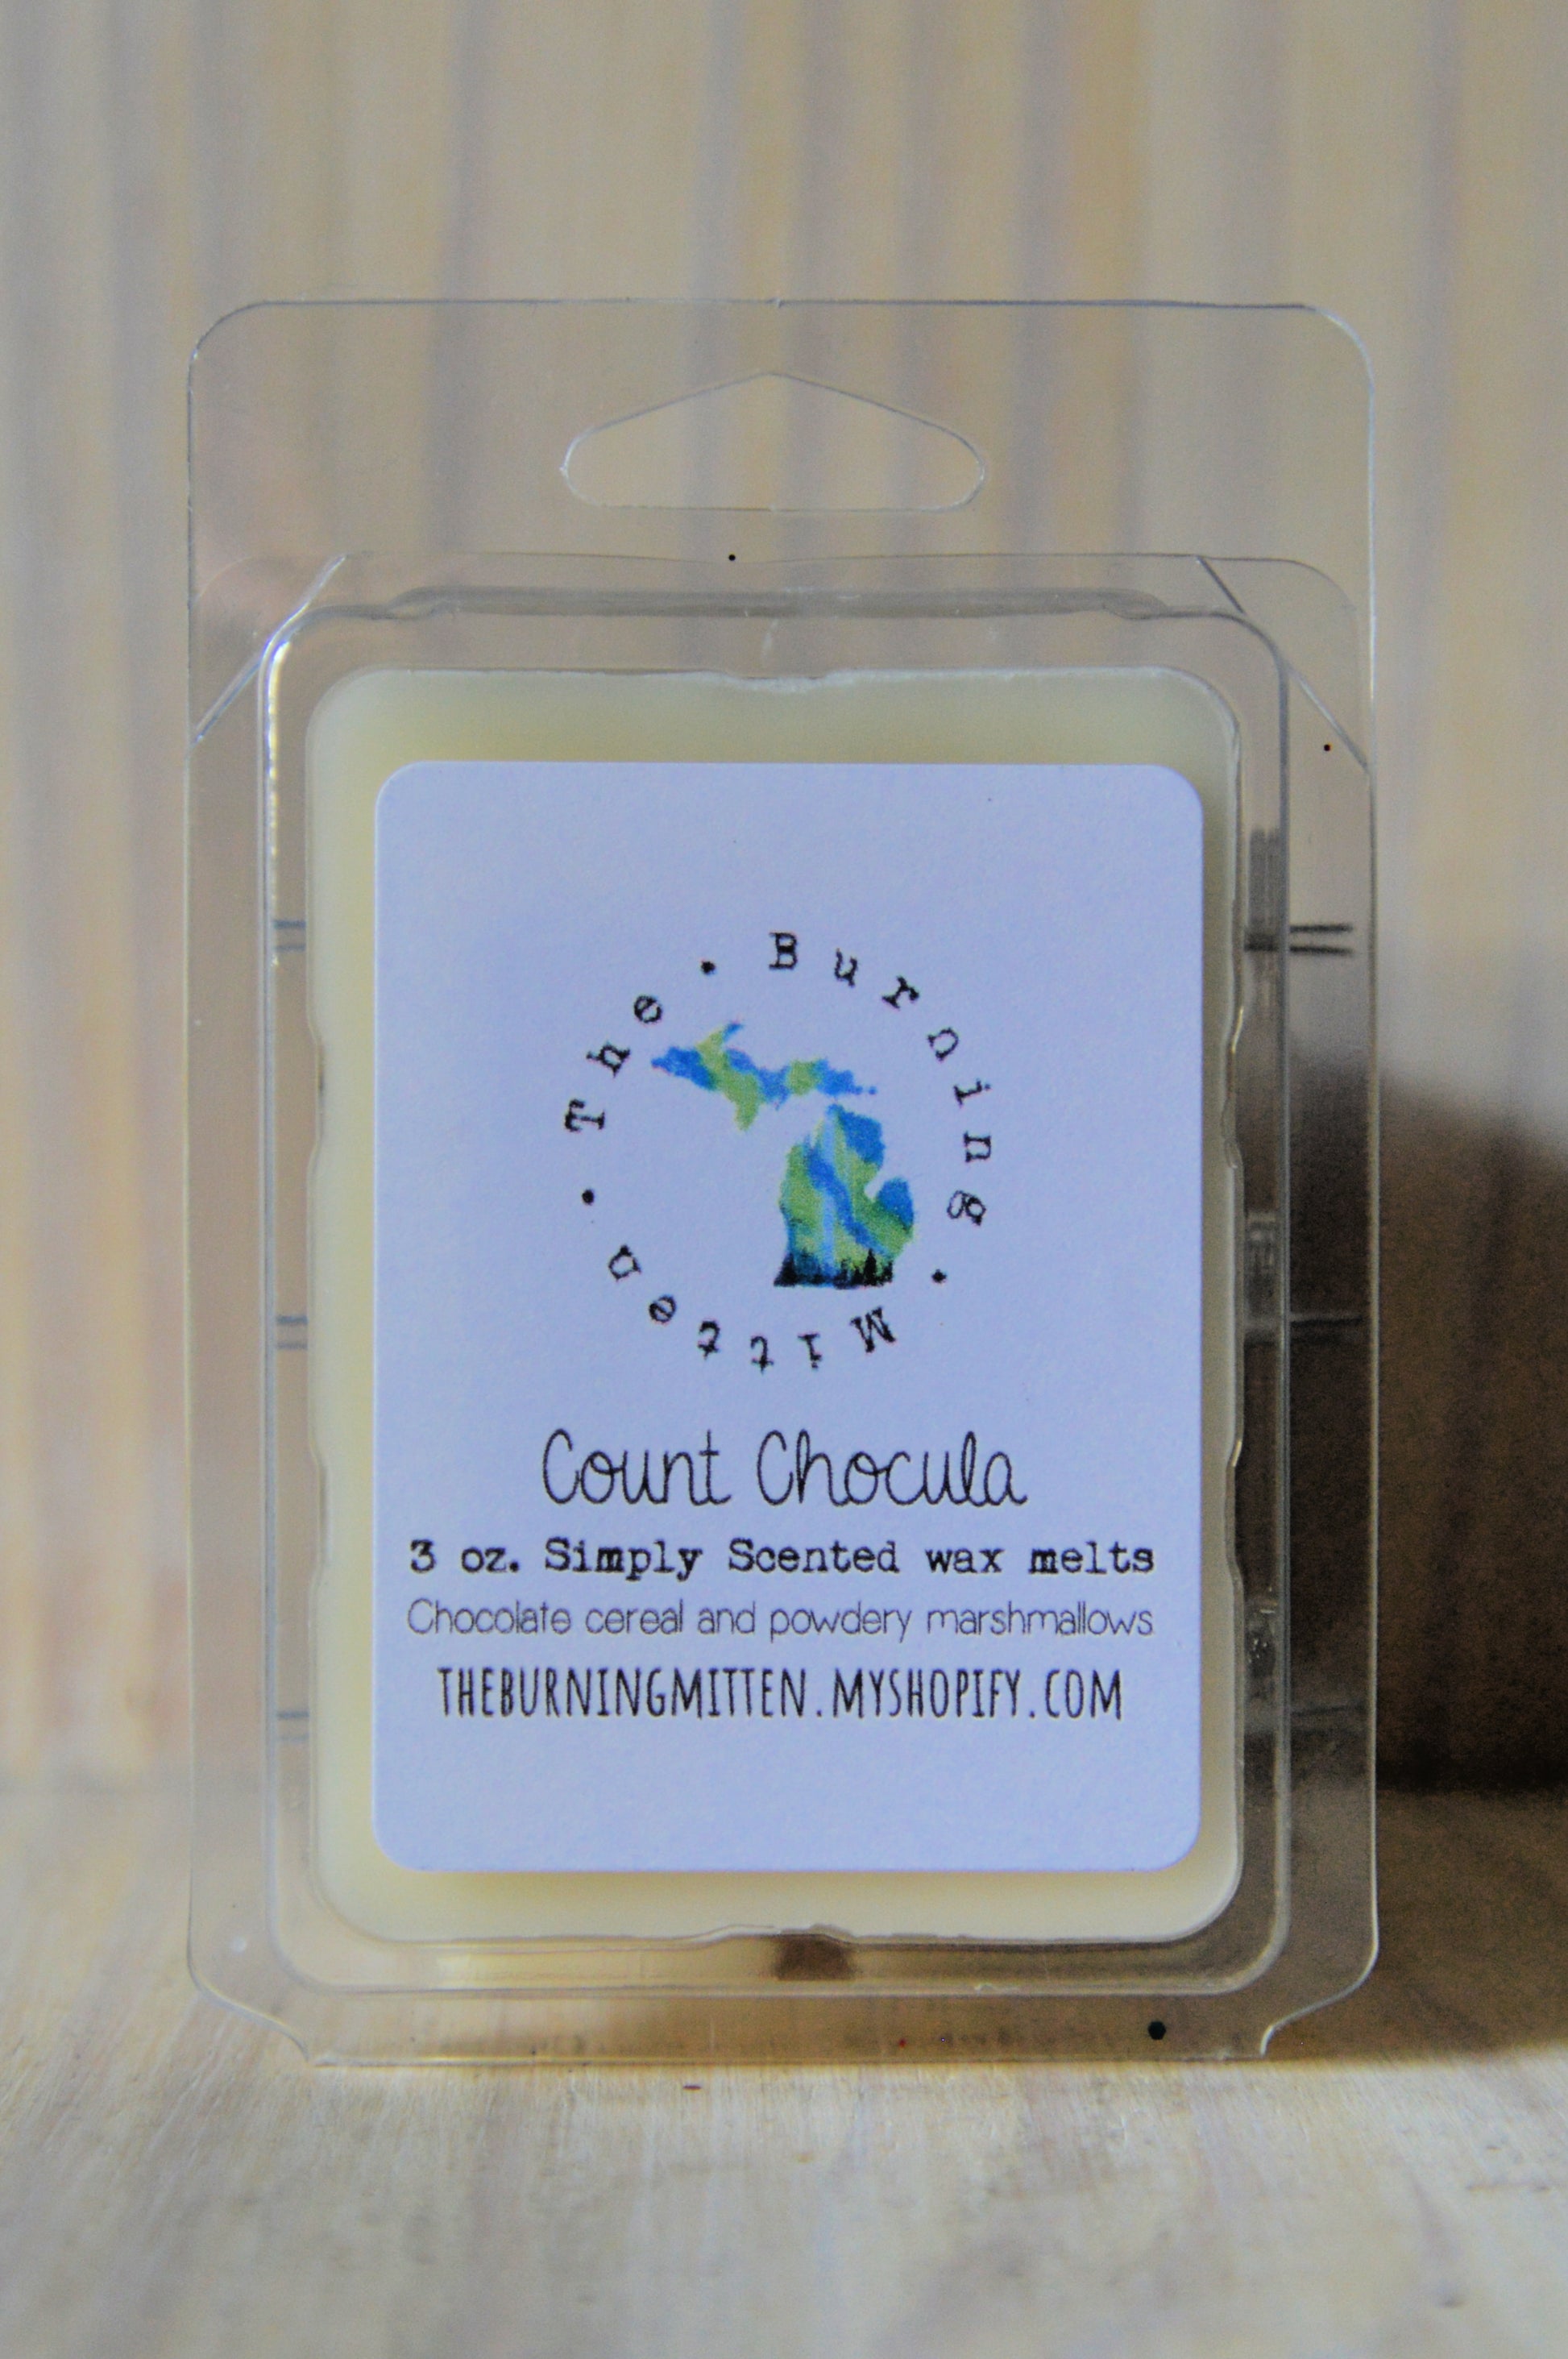 The • Burning • Mitten •
Count Chocula
3 oz. Simply Scented wax melts
Chocolate cereal and powdery marshmallows
THEBURNINGMITTEN.MYSHOPIFY.COM